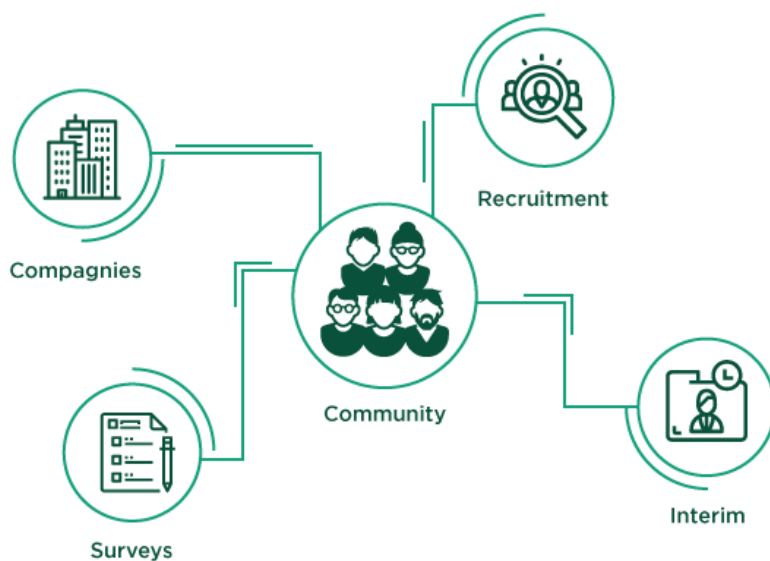 Recruitment
Compagnies
Community
Interim
Surveys